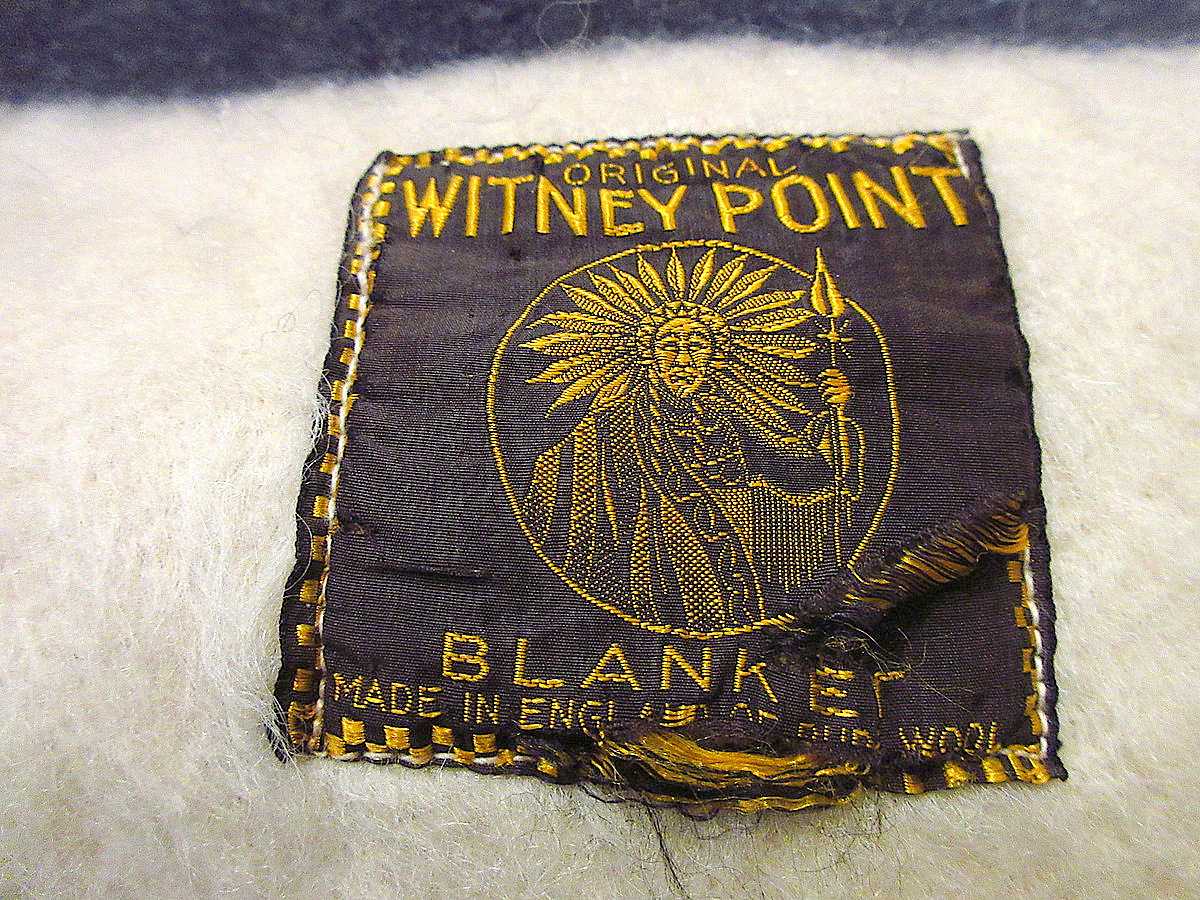 ORIGINAL
WITNEY POINT
BLANKET
MADE IN WOOL